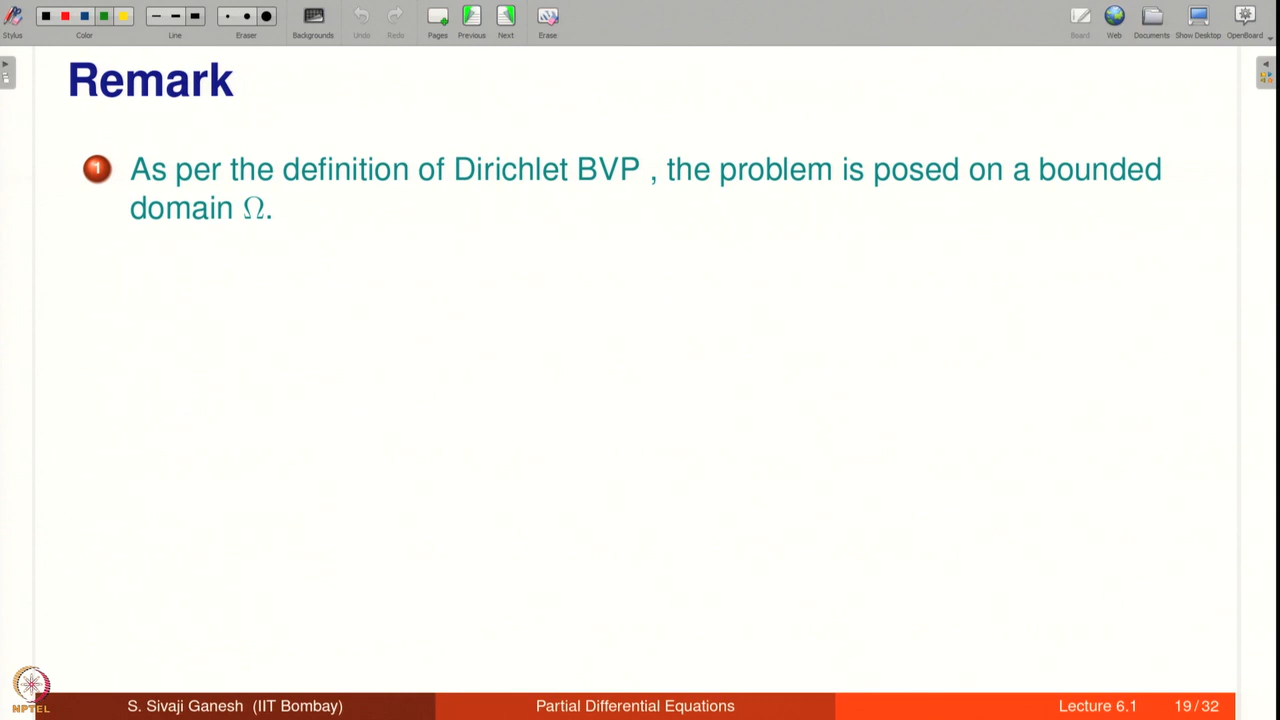 Stylus Color Line Eraser Backgrounds Undo Redo Pages Previous Next Erase Board Web Documents Show Desktop OpenBoard
Remark
1 As per the definition of Dirichlet BVP , the problem is posed on a bounded
domain Ω.
NPTEL
S. Sivaji Ganesh (IIT Bombay) Partial Differential Equations Lecture 6.1 19/32